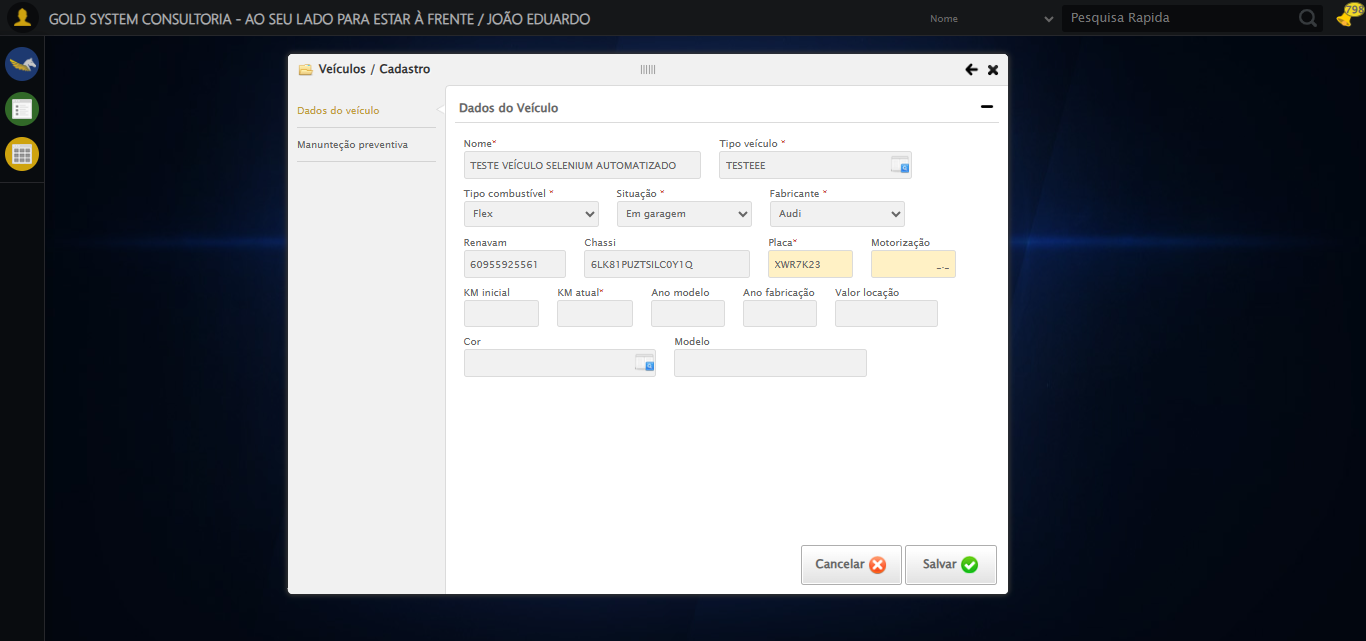 GOLD SYSTEM CONSULTORIA - AO SEU LADO PARA ESTAR À FRENTE / JOÃO EDUARDO
Nome
Pesquisa Rapida
798
Veículos / Cadastro
Dados do veículo
Manunteção preventiva
Dados do Veículo
Nome* Tipo veículo *
TESTE VEÍCULO SELENIUM AUTOMATIZADO TESTEEE
Tipo combustível * Situação * Fabricante *
Flex Em garagem Audi
Renavam Chassi Placa* Motorização
60955925561 6LK81PUZTSILC0Y1Q XWR7K23 _._
KM inicial KM atual* Ano modelo Ano fabricação Valor locação
Cor Modelo
Cancelar Salvar